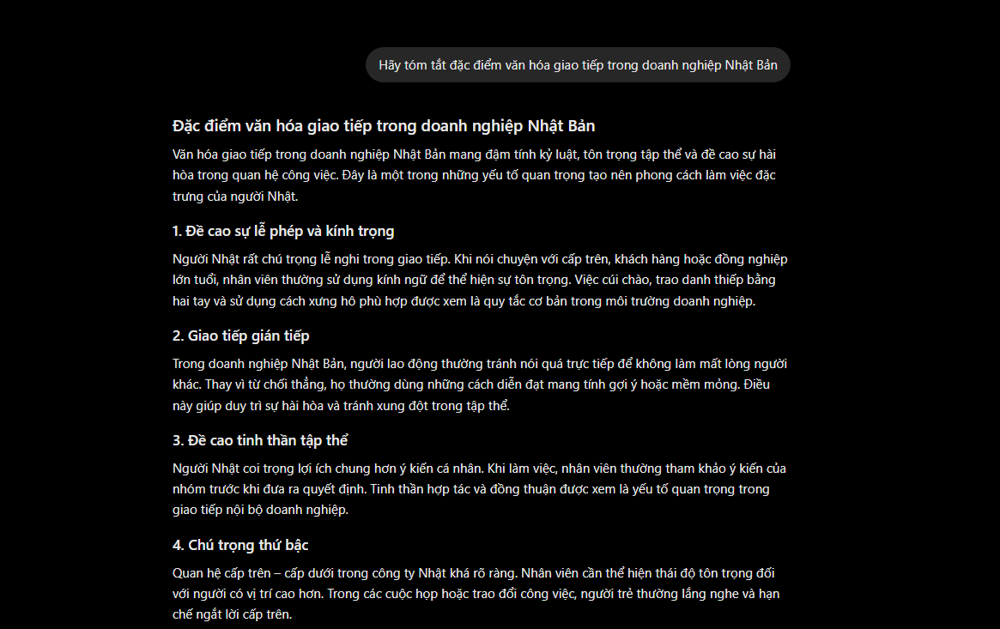 Hãy tóm tắt đặc điểm văn hóa giao tiếp trong doanh nghiệp Nhật Bản
Đặc điểm văn hóa giao tiếp trong doanh nghiệp Nhật Bản
Văn hóa giao tiếp trong doanh nghiệp Nhật Bản mang đậm tính kỷ luật, tôn trọng tập thể và đề cao sự hài
hòa trong quan hệ công việc. Đây là một trong những yếu tố quan trọng tạo nên phong cách làm việc đặc
trưng của người Nhật.
1. Đề cao sự lễ phép và kính trọng
Người Nhật rất chú trọng lễ nghi trong giao tiếp. Khi nói chuyện với cấp trên, khách hàng hoặc đồng nghiệp
lớn tuổi, nhân viên thường sử dụng kính ngữ để thể hiện sự tôn trọng. Việc cúi chào, trao danh thiếp bằng
hai tay và sử dụng cách xưng hô phù hợp được xem là quy tắc cơ bản trong môi trường doanh nghiệp.
2. Giao tiếp gián tiếp
Trong doanh nghiệp Nhật Bản, người lao động thường tránh nói quá trực tiếp để không làm mất lòng người
khác. Thay vì từ chối thẳng, họ thường dùng những cách diễn đạt mang tính gợi ý hoặc mềm mỏng. Điều
này giúp duy trì sự hài hòa và tránh xung đột trong tập thể.
3. Đề cao tinh thần tập thể
Người Nhật coi trọng lợi ích chung hơn ý kiến cá nhân. Khi làm việc, nhân viên thường tham khảo ý kiến của
nhóm trước khi đưa ra quyết định. Tinh thần hợp tác và đồng thuận được xem là yếu tố quan trọng trong
giao tiếp nội bộ doanh nghiệp.
4. Chú trọng thứ bậc
Quan hệ cấp trên – cấp dưới trong công ty Nhật khá rõ ràng. Nhân viên cần thể hiện thái độ tôn trọng đối
với người có vị trí cao hơn. Trong các cuộc họp hoặc trao đổi công việc, người trẻ thường lắng nghe và hạn
chế ngắt lời cấp trên.